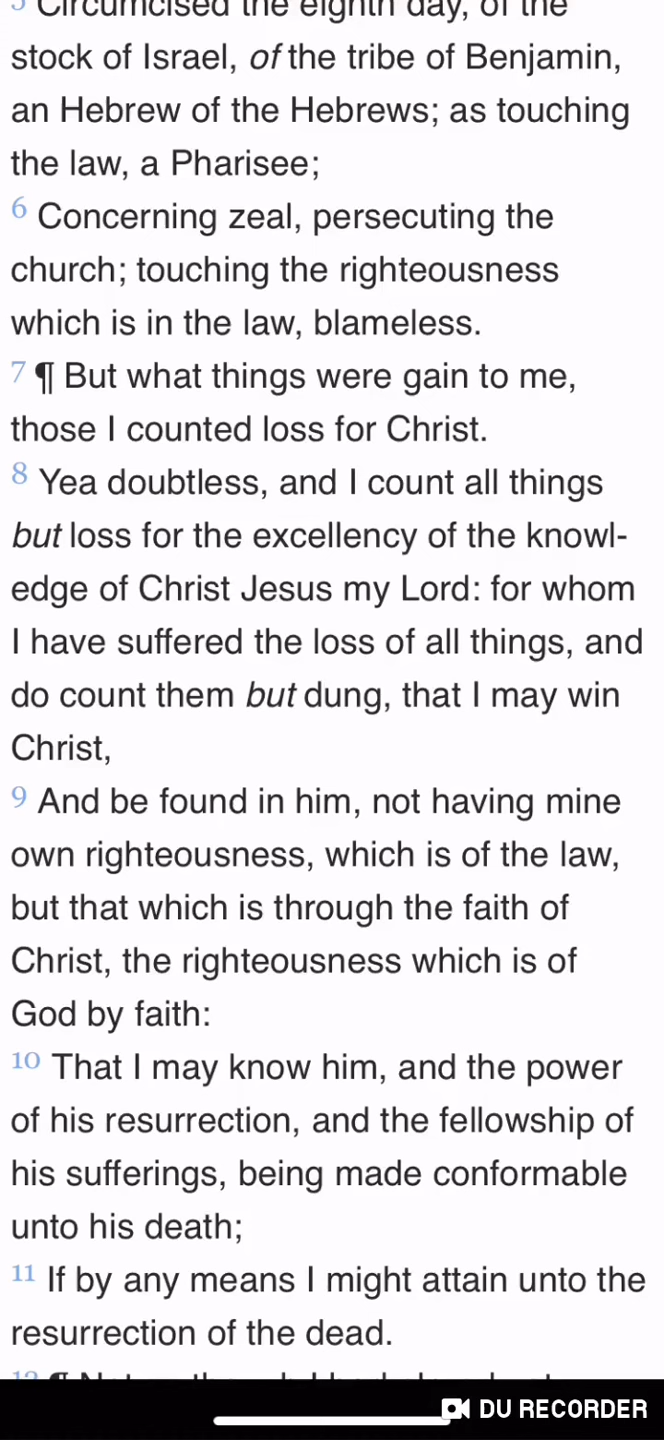 5 Circumcised the eighth day, of the
stock of Israel, of the tribe of Benjamin,
an Hebrew of the Hebrews; as touching
the law, a Pharisee;
6 Concerning zeal, persecuting the
church; touching the righteousness
which is in the law, blameless.
7 ¶ But what things were gain to me,
those I counted loss for Christ.
8 Yea doubtless, and I count all things
but loss for the excellency of the knowl-
edge of Christ Jesus my Lord: for whom
I have suffered the loss of all things, and
do count them but dung, that I may win
Christ,
9 And be found in him, not having mine
own righteousness, which is of the law,
but that which is through the faith of
Christ, the righteousness which is of
God by faith:
10 That I may know him, and the power
of his resurrection, and the fellowship of
his sufferings, being made conformable
unto his death;
11 If by any means I might attain unto the
resurrection of the dead.
12 ¶
DU RECORDER